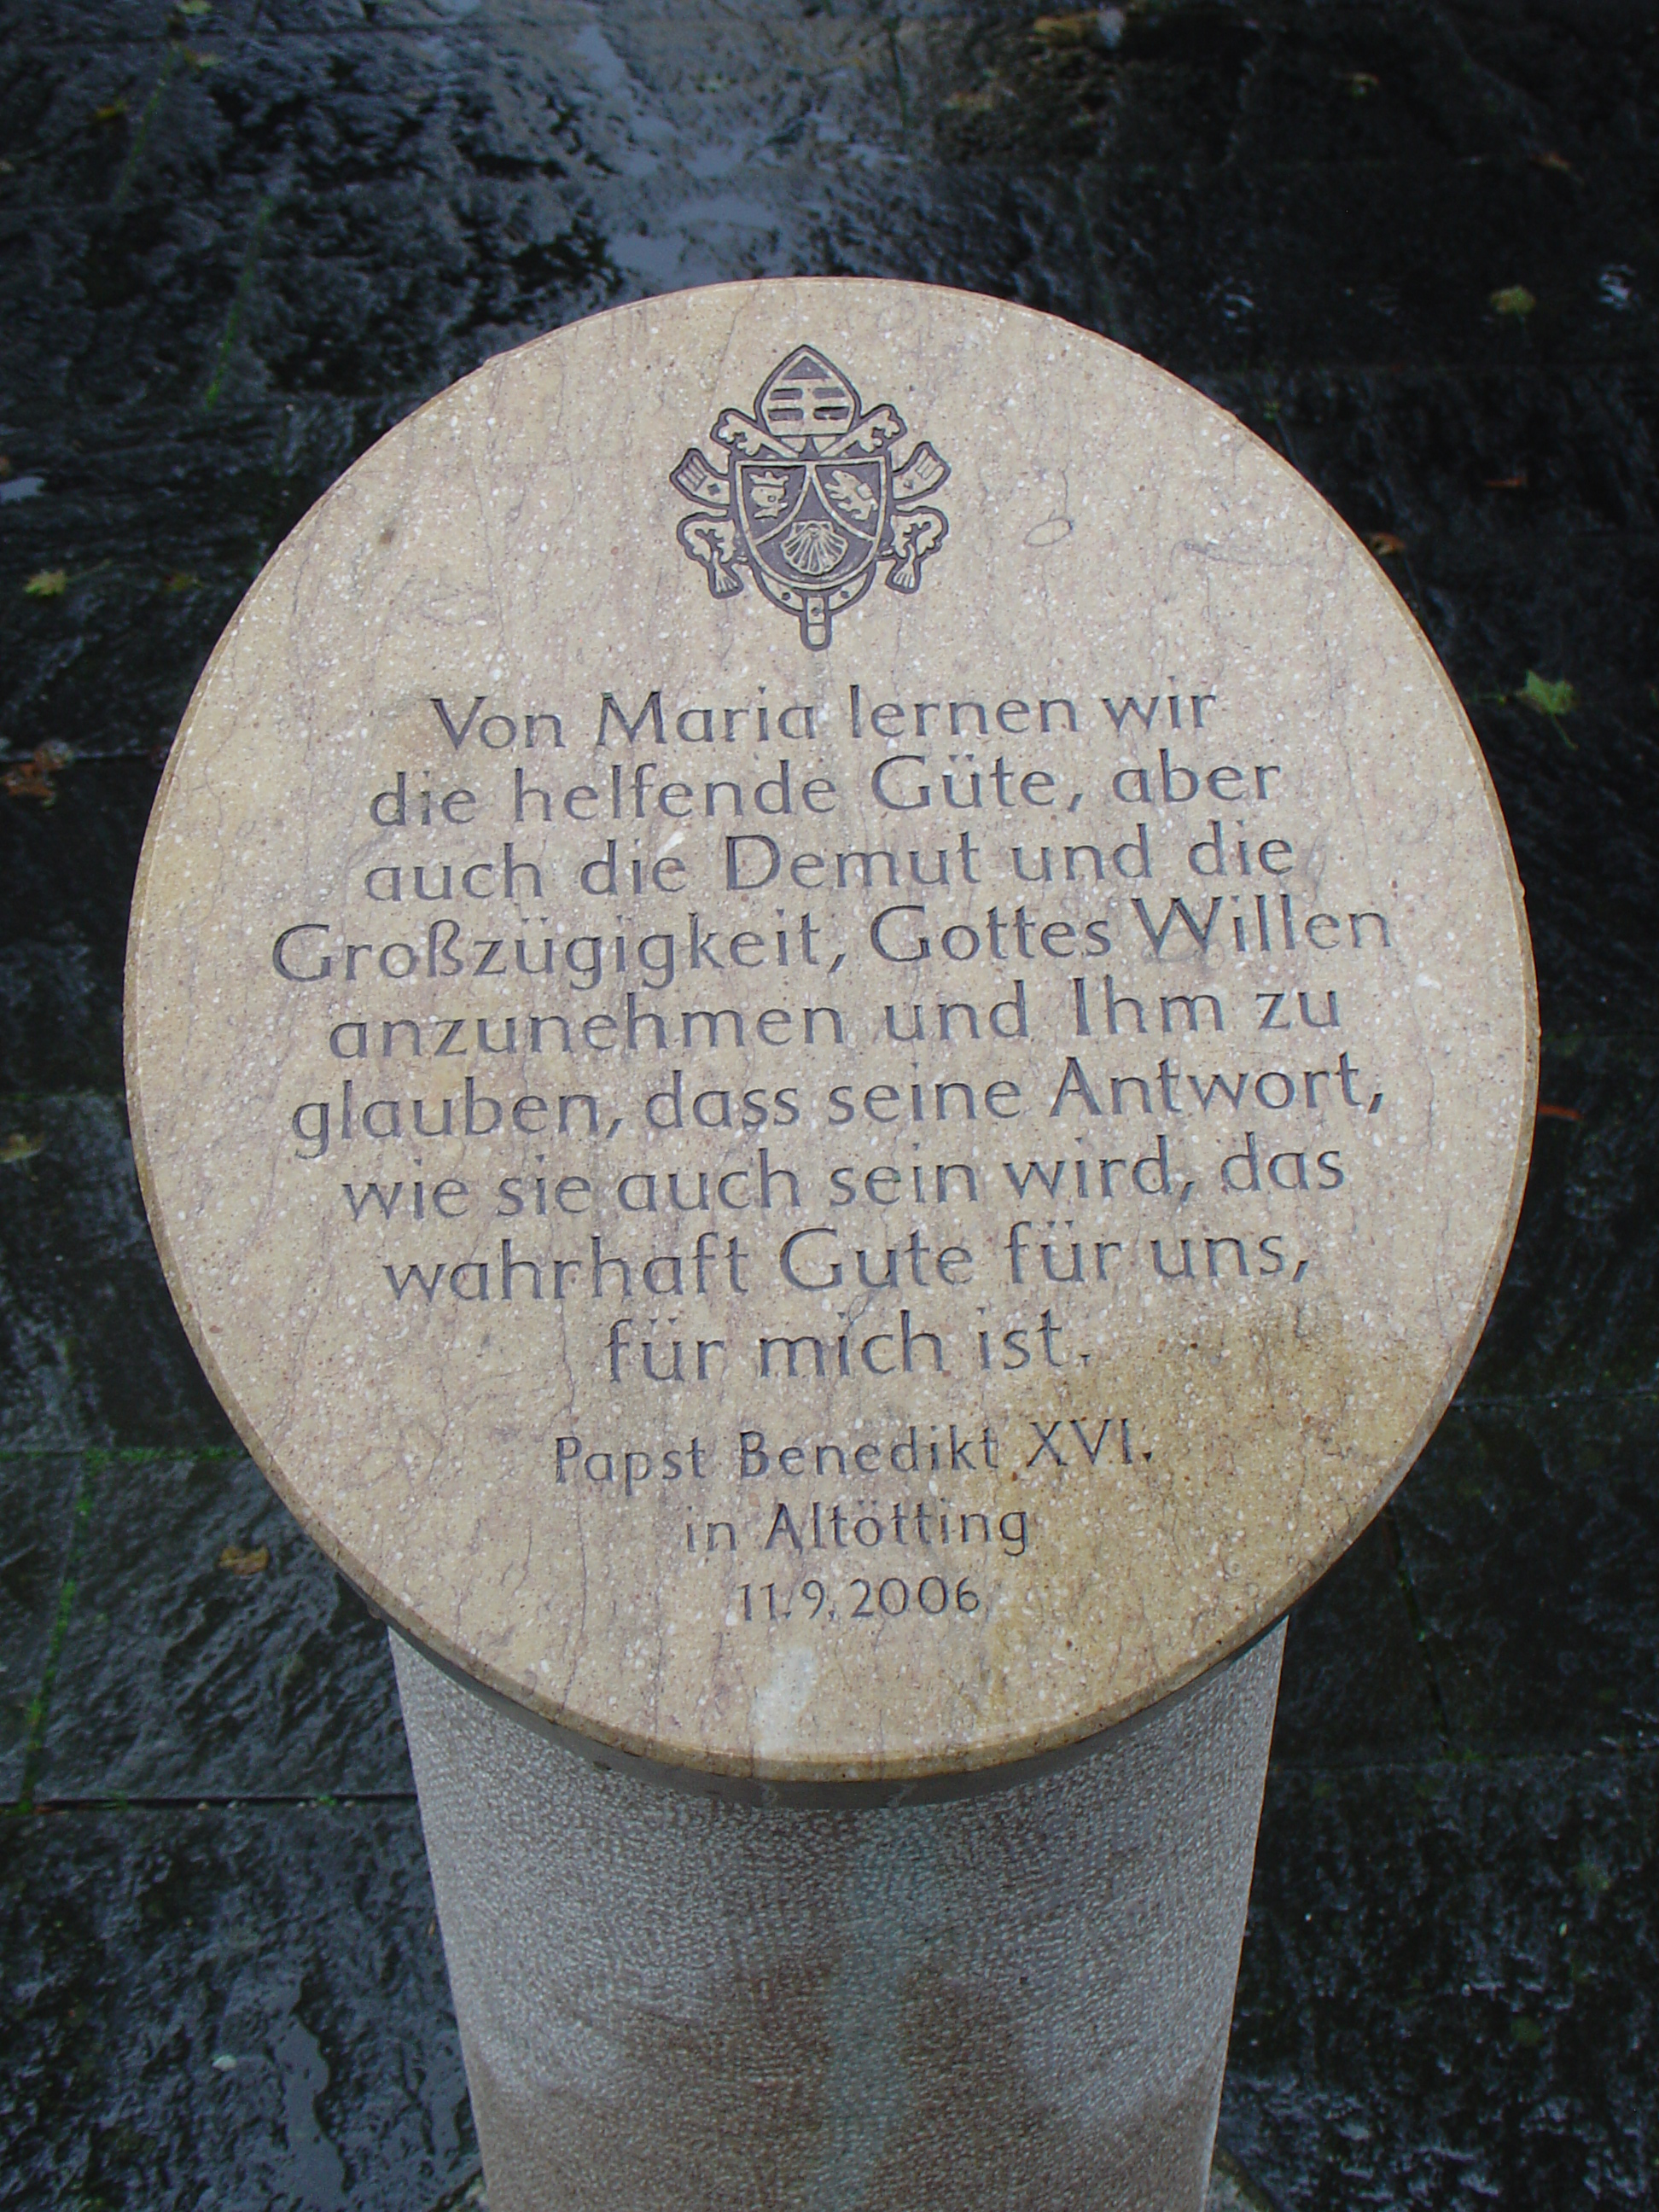 Von Maria lernen wir
die helfende Güte, aber
auch die Demut und die
Großzügigkeit, Gottes Willen
anzunehmen und Ihm zu
glauben, dass seine Antwort,
wie sie auch sein wird, das
wahrhaft Gute für uns,
für mich ist.
Papst Benedikt XVI.
in Altötting
11.9.2006